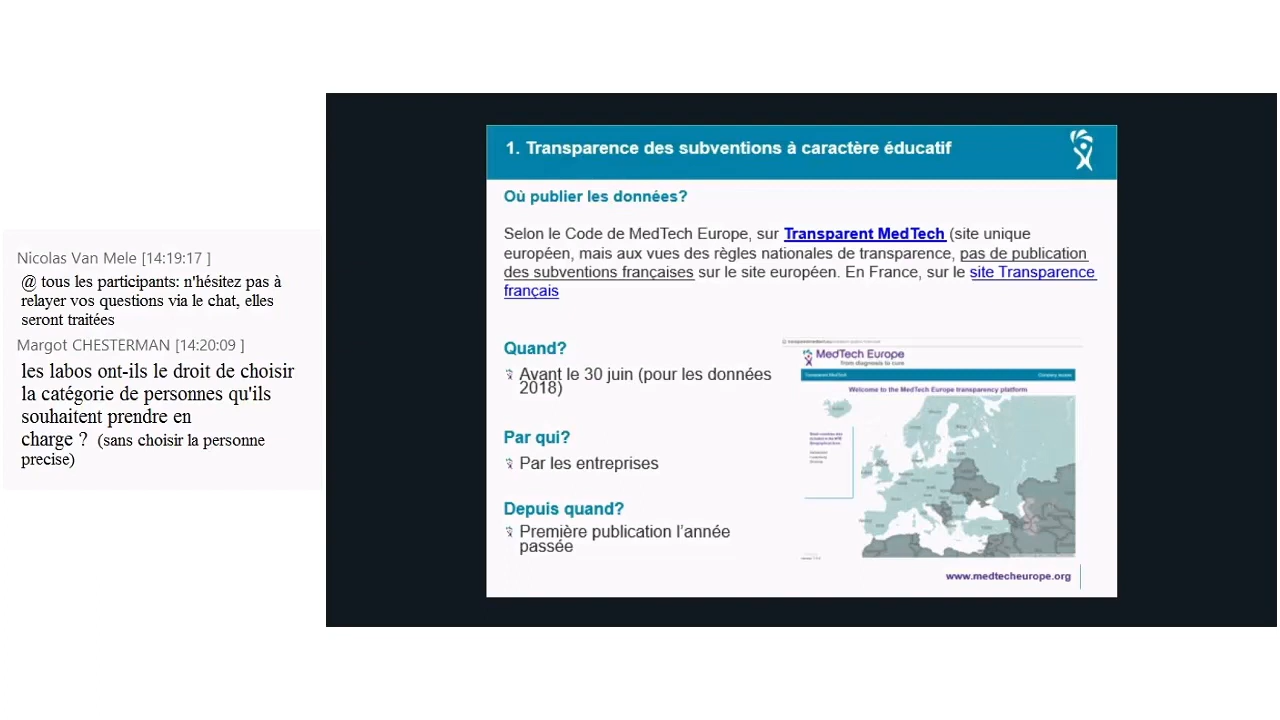 Nicolas Van Mele [14:19:17 ]
@ tous les participants: n'hésitez pas à
relayer vos questions via le chat, elles
seront traitées
Margot CHESTERMAN [14:20:09 ]
les labos ont-ils le droit de choisir
la catégorie de personnes qu'ils
souhaitent prendre en
charge ? (sans choisir la personne
precise)
1. Transparence des subventions à caractère éducatif
Où publier les données?
Selon le Code de MedTech Europe, sur Transparent MedTech (site unique
européen, mais aux vues des règles nationales de transparence, pas de publication
des subventions françaises sur le site européen. En France, sur le site Transparence
français
Quand?
Avant le 30 juin (pour les données
2018)
Par qui?
Par les entreprises
Depuis quand?
Première publication l'année
passée
MedTech Europe
from diagnosis to cure
Transparent MedTech Company access
Welcome to the MedTech Europe transparency platform
www.medtecheurope.org